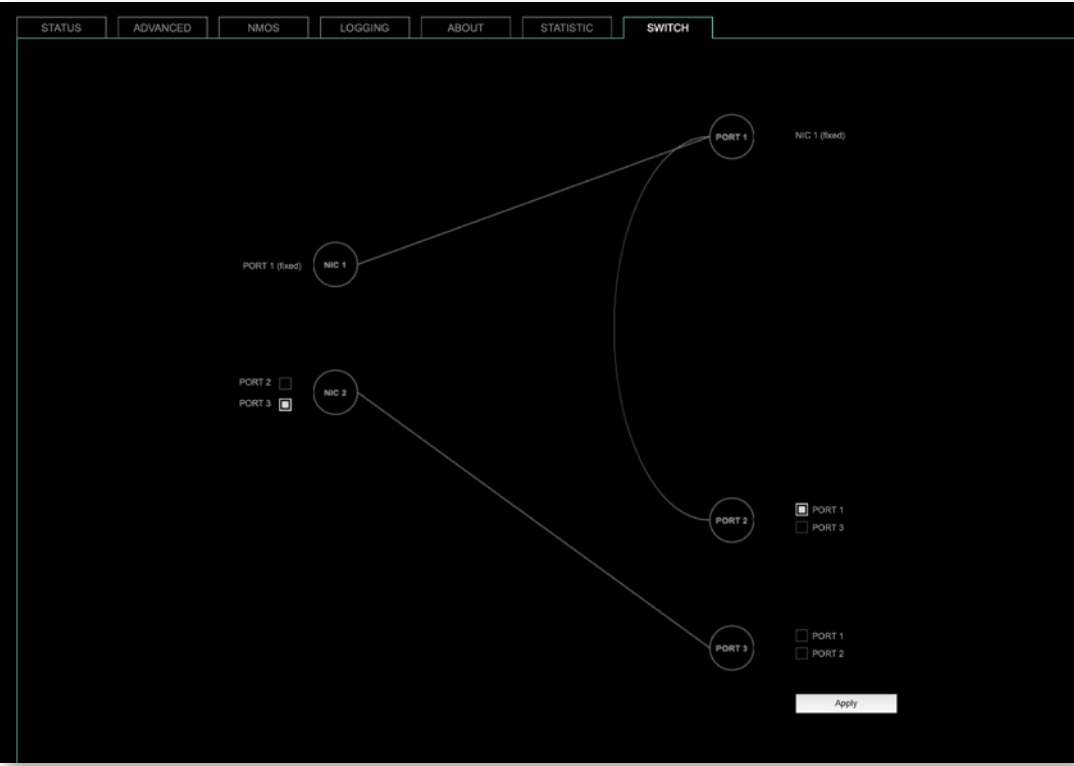 STATUS ADVANCED NMOS LOGGING ABOUT STATISTIC SWITCH
PORT 1 NIC 1 (fixed)
PORT 1 (fixed) NIC 1
PORT 2
NIC 2
PORT 3
PORT 2
PORT 1
PORT 3
PORT 3
PORT 1
PORT 2
Apply